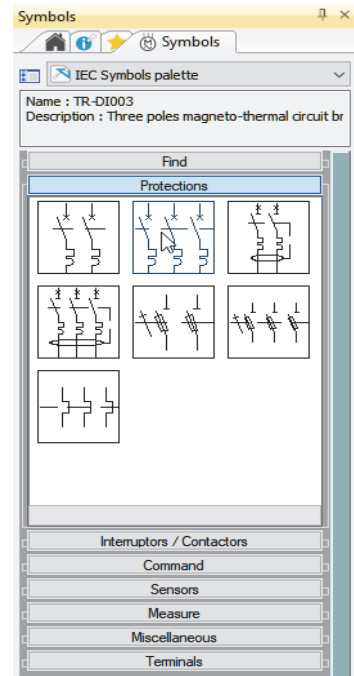 Symbols
Symbols
IEC Symbols palette
Name : TR-DI003
Description : Three poles magneto-thermal circuit br
Find
Protections
Interruptors / Contactors
Command
Sensors
Measure
Miscellaneous
Terminals